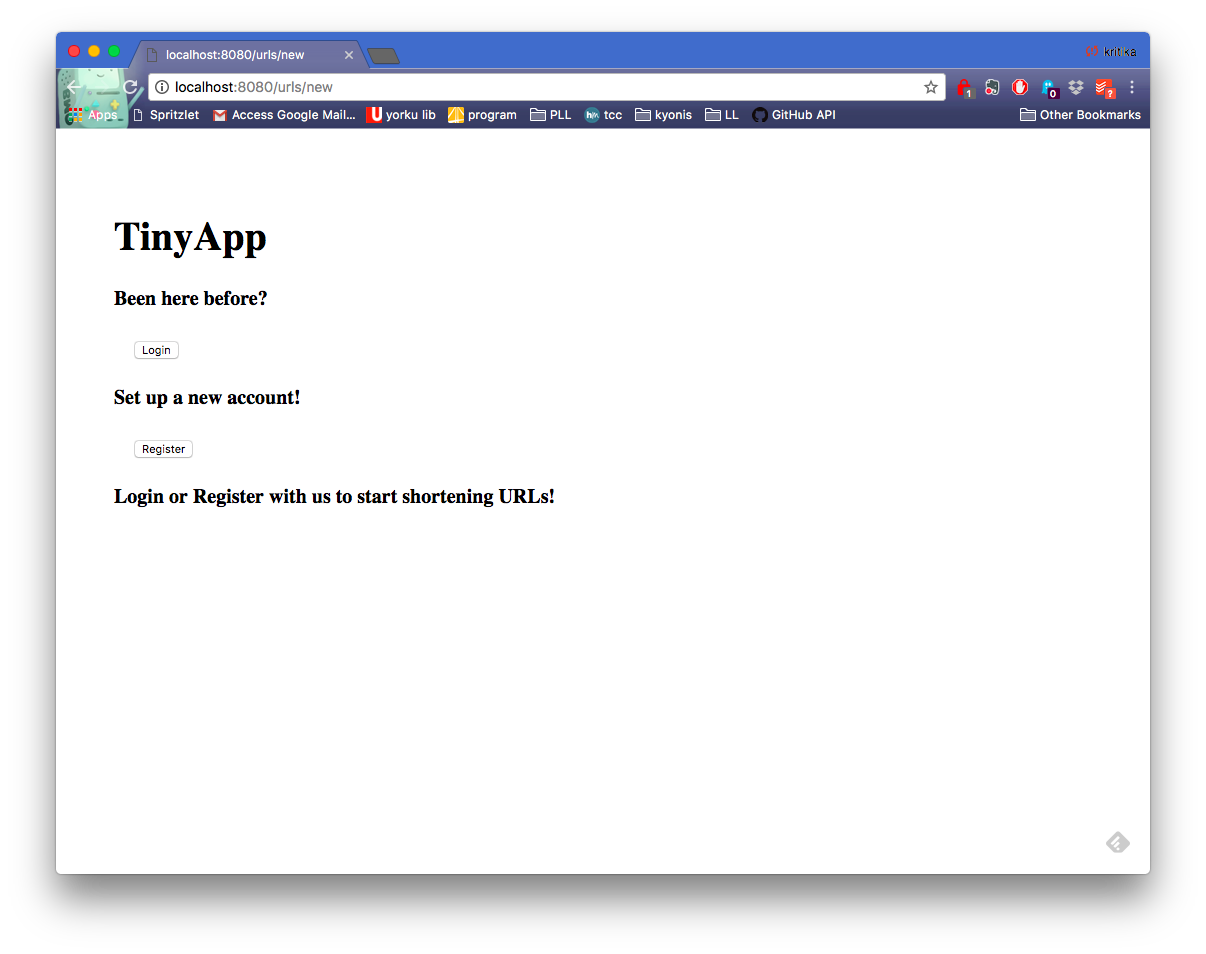 localhost:8080/urls/new
kritika
localhost:8080/urls/new
1
0
?
Apps Spritzlet Access Google Mail... yorku lib program PLL tcc kyonis LL GitHub API Other Bookmarks
TinyApp
Been here before?
Login
Set up a new account!
Register
Login or Register with us to start shortening URLs!